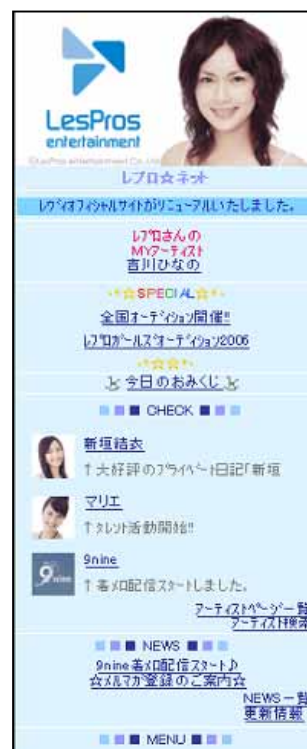 LesPros
entertainment
レプロ☆ネット
レヴィオフィシャルサイトがリニューアルいたしました。
レプロさんの
MYアーティスト
吉川ひなの
☆SPECIAL☆
全国オーディション開催!!
レプロガールズオーディション2006
☆☆☆
今日のおみくじ
■■■ CHECK ■■■
新垣結衣
↑大好評のプライベート日記「新垣
マリエ
↑タレント活動開始!!
9nine
9nine
↑着メロ配信スタートしました。
アーティストページ一覧
アーティスト検索
■■■ NEWS ■■■
9nine着メロ配信スタート♪
☆メルマガ登録のご案内☆
NEWS一覧
更新情報
■■■ MENU ■■■